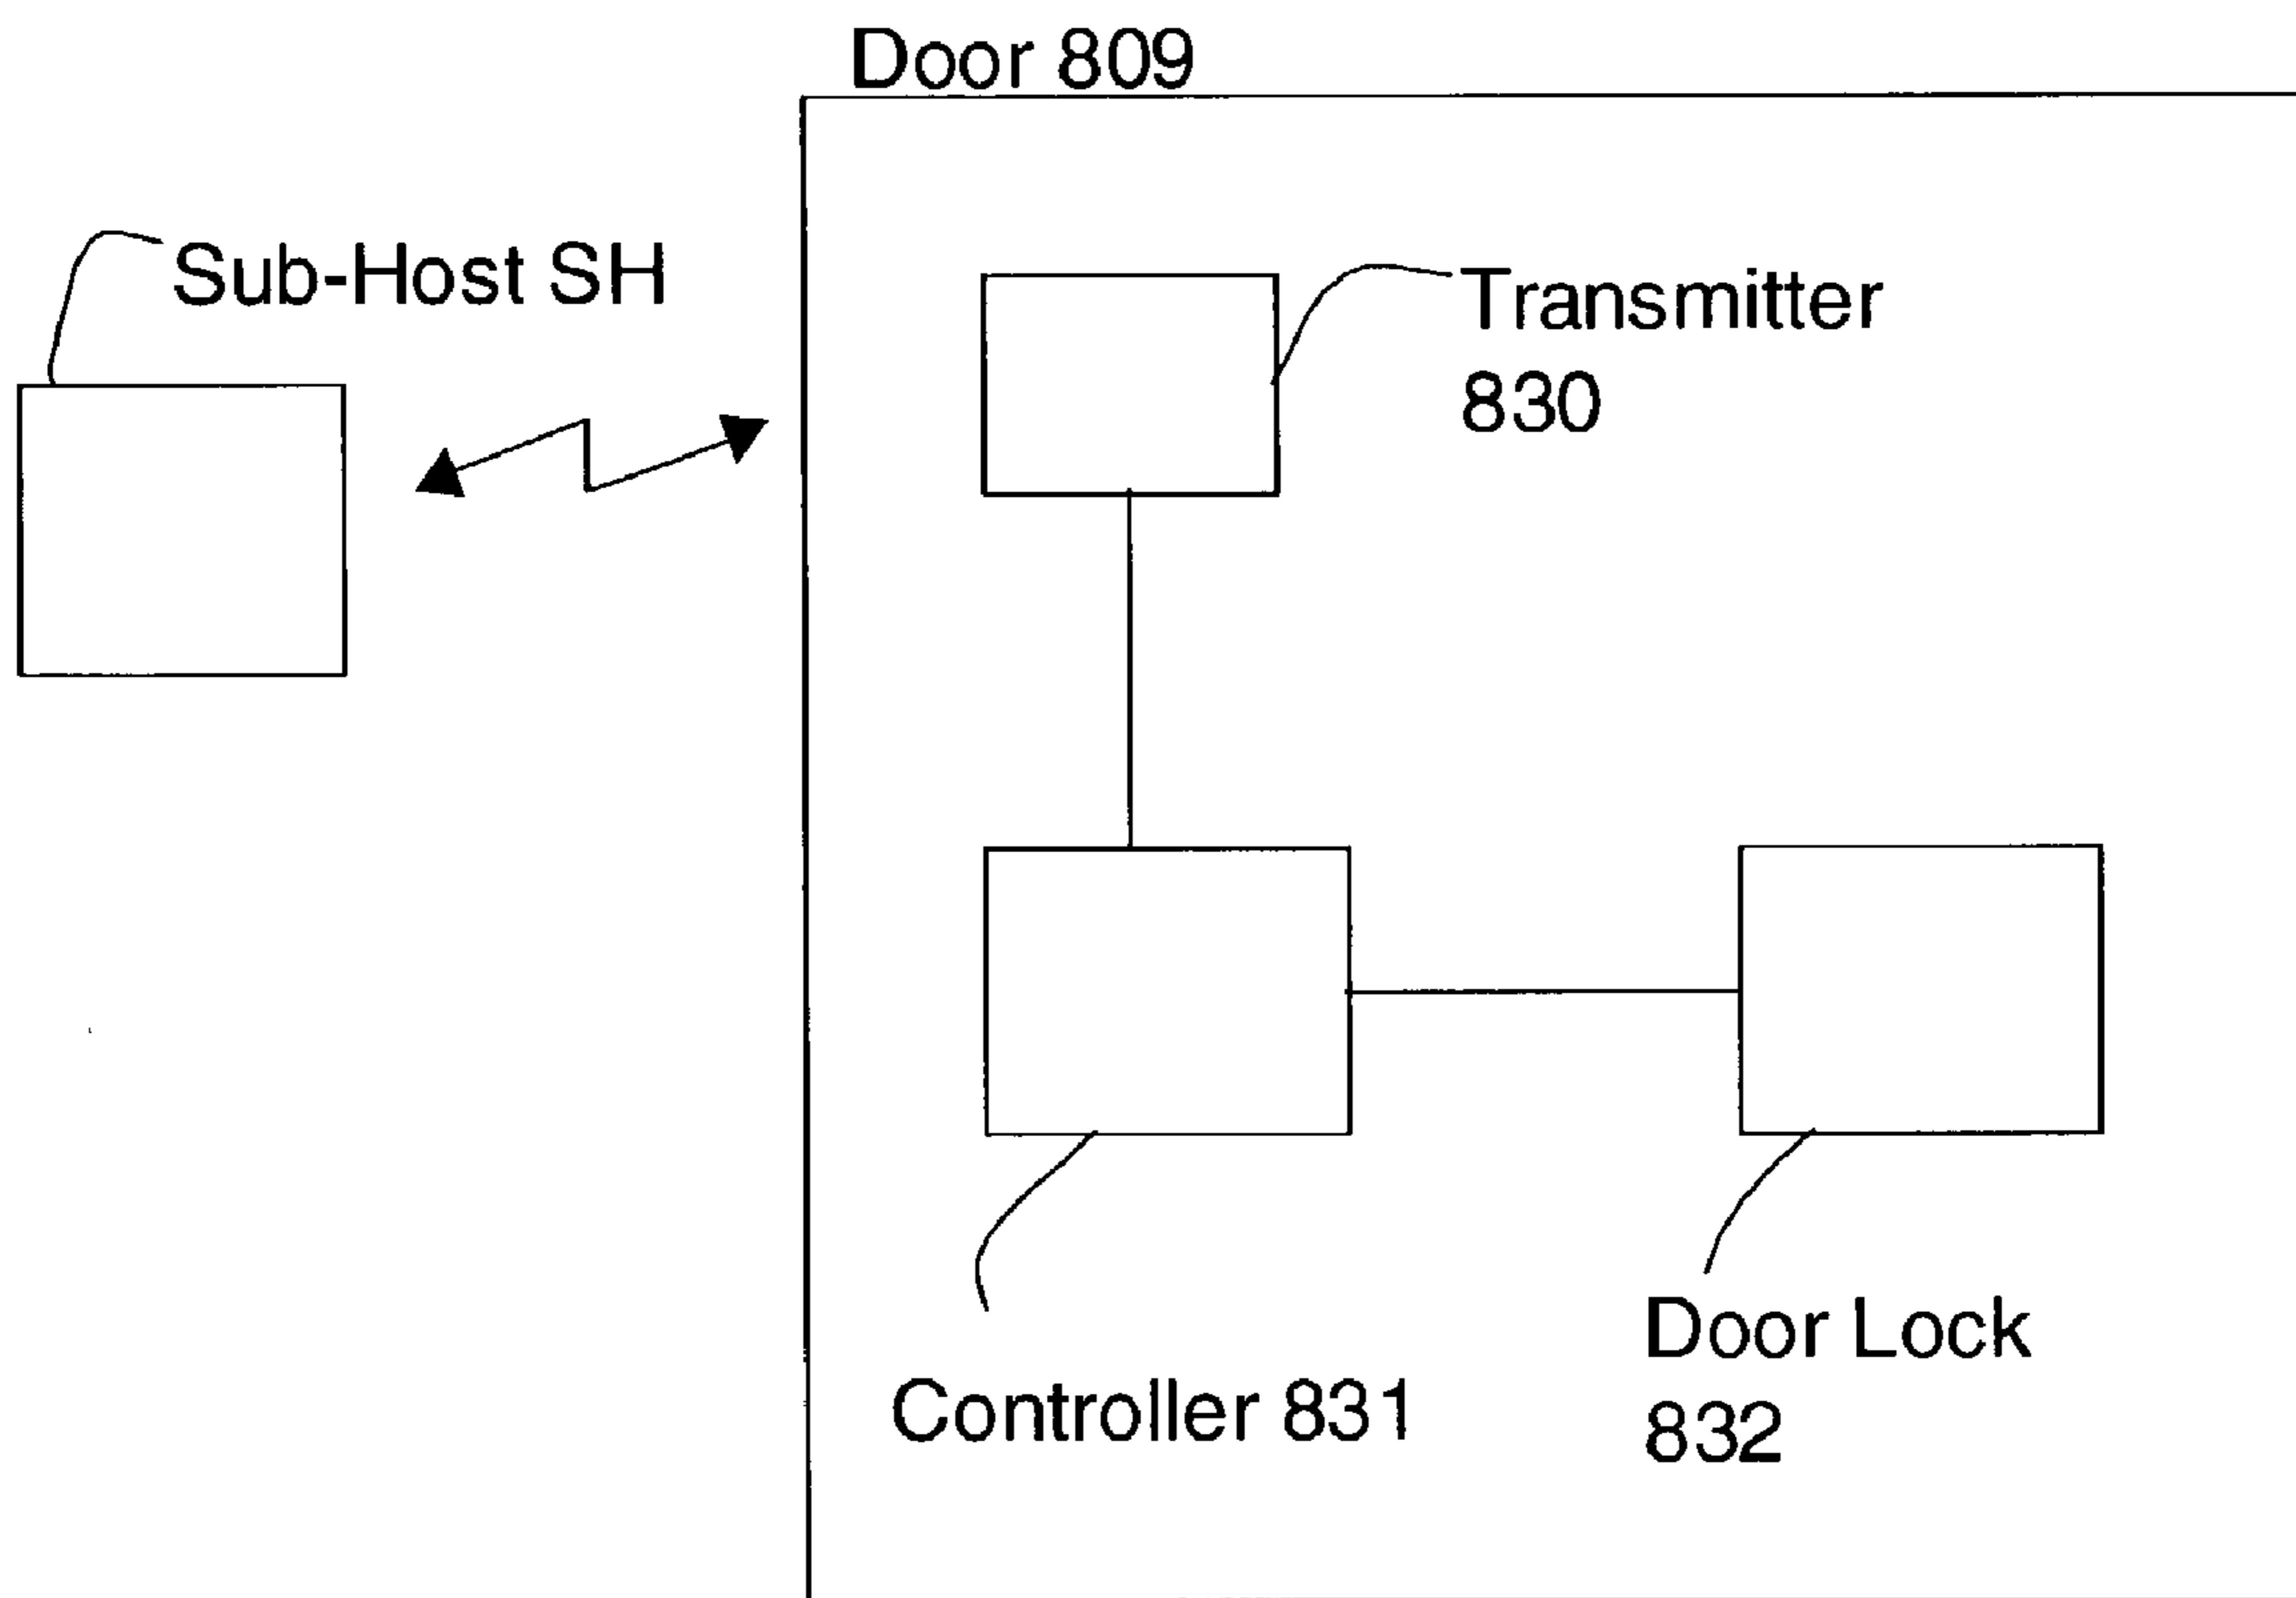 Door 809
Sub-Host SH
Transmitter
830
Controller 831
Door Lock
832